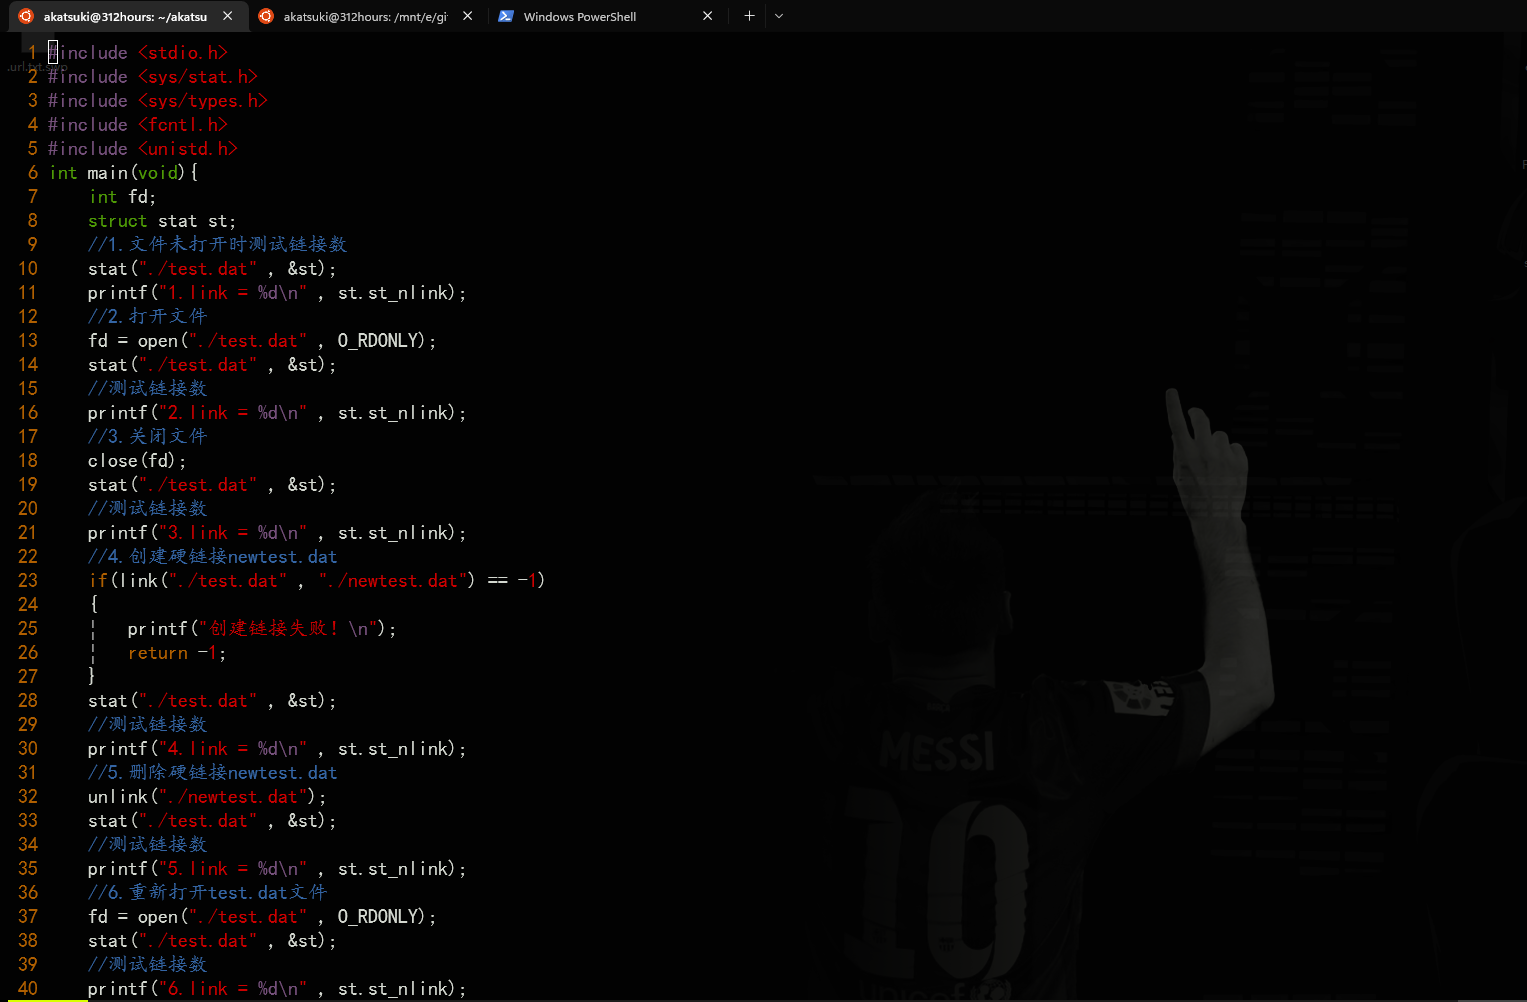 akatsuki@312hours: ~/akatsu
akatsuki@312hours: /mnt/e/gi
Windows PowerShell
.url.txt.swp
1 #include <stdio.h>
2 #include <sys/stat.h>
3 #include <sys/types.h>
4 #include <fcntl.h>
5 #include <unistd.h>
6 int main(void){
7 int fd;
8 struct stat st;
9 //1.文件未打开时测试链接数
10 stat("./test.dat" , &st);
11 printf("1.link = %d\n" , st.st_nlink);
12 //2.打开文件
13 fd = open("./test.dat" , O_RDONLY);
14 stat("./test.dat" , &st);
15 //测试链接数
16 printf("2.link = %d\n" , st.st_nlink);
17 //3.关闭文件
18 close(fd);
19 stat("./test.dat" , &st);
20 //测试链接数
21 printf("3.link = %d\n" , st.st_nlink);
22 //4.创建硬链接newtest.dat
23 if(link("./test.dat" , "./newtest.dat") == -1)
24 {
25 ¦ printf("创建链接失败！\n");
26 ¦ return -1;
27 }
28 stat("./test.dat" , &st);
29 //测试链接数
30 printf("4.link = %d\n" , st.st_nlink);
31 //5.删除硬链接newtest.dat
32 unlink("./newtest.dat");
33 stat("./test.dat" , &st);
34 //测试链接数
35 printf("5.link = %d\n" , st.st_nlink);
36 //6.重新打开test.dat文件
37 fd = open("./test.dat" , O_RDONLY);
38 stat("./test.dat" , &st);
39 //测试链接数
40 printf("6.link = %d\n" , st.st_nlink);
MESSI
10